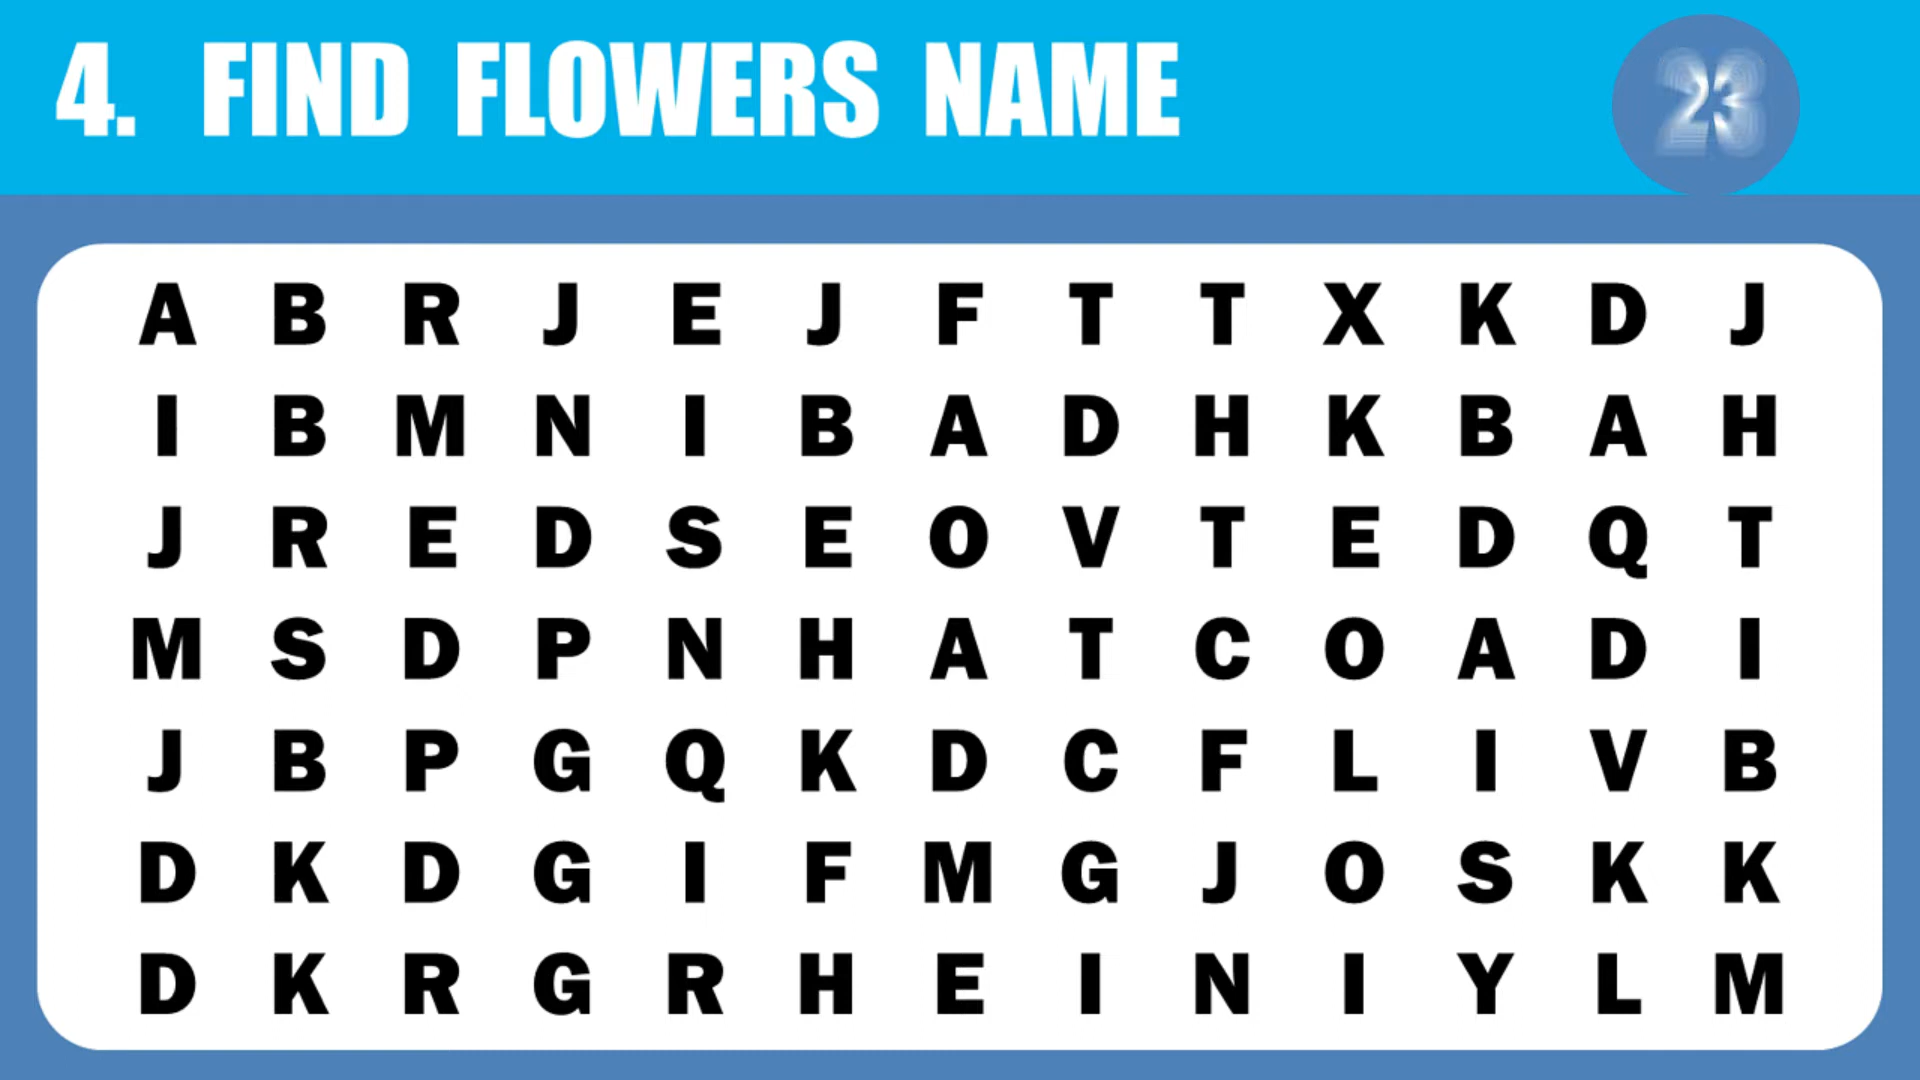 4. FIND FLOWERS NAME
23
A B R J E J F T T X K D J
I B M N I B A D H K B A H
J R E D S E O V T E D Q T
M S D P N H A T C O A D I
J B P G Q K D C F L I V B
D K D G I F M G J O S K K
D K R G R H E I N I Y L M